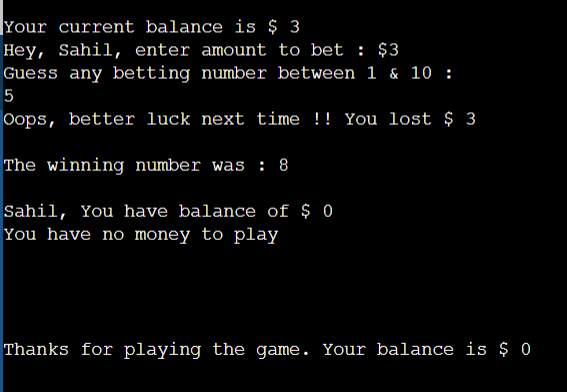 Your current balance is $ 3
Hey, Sahil, enter amount to bet : $3
Guess any betting number between 1 & 10 :
5
Oops, better luck next time !! You lost $ 3
The winning number was : 8
Sahil, You have balance of $ 0
You have no money to play
Thanks for playing the game. Your balance is $ 0